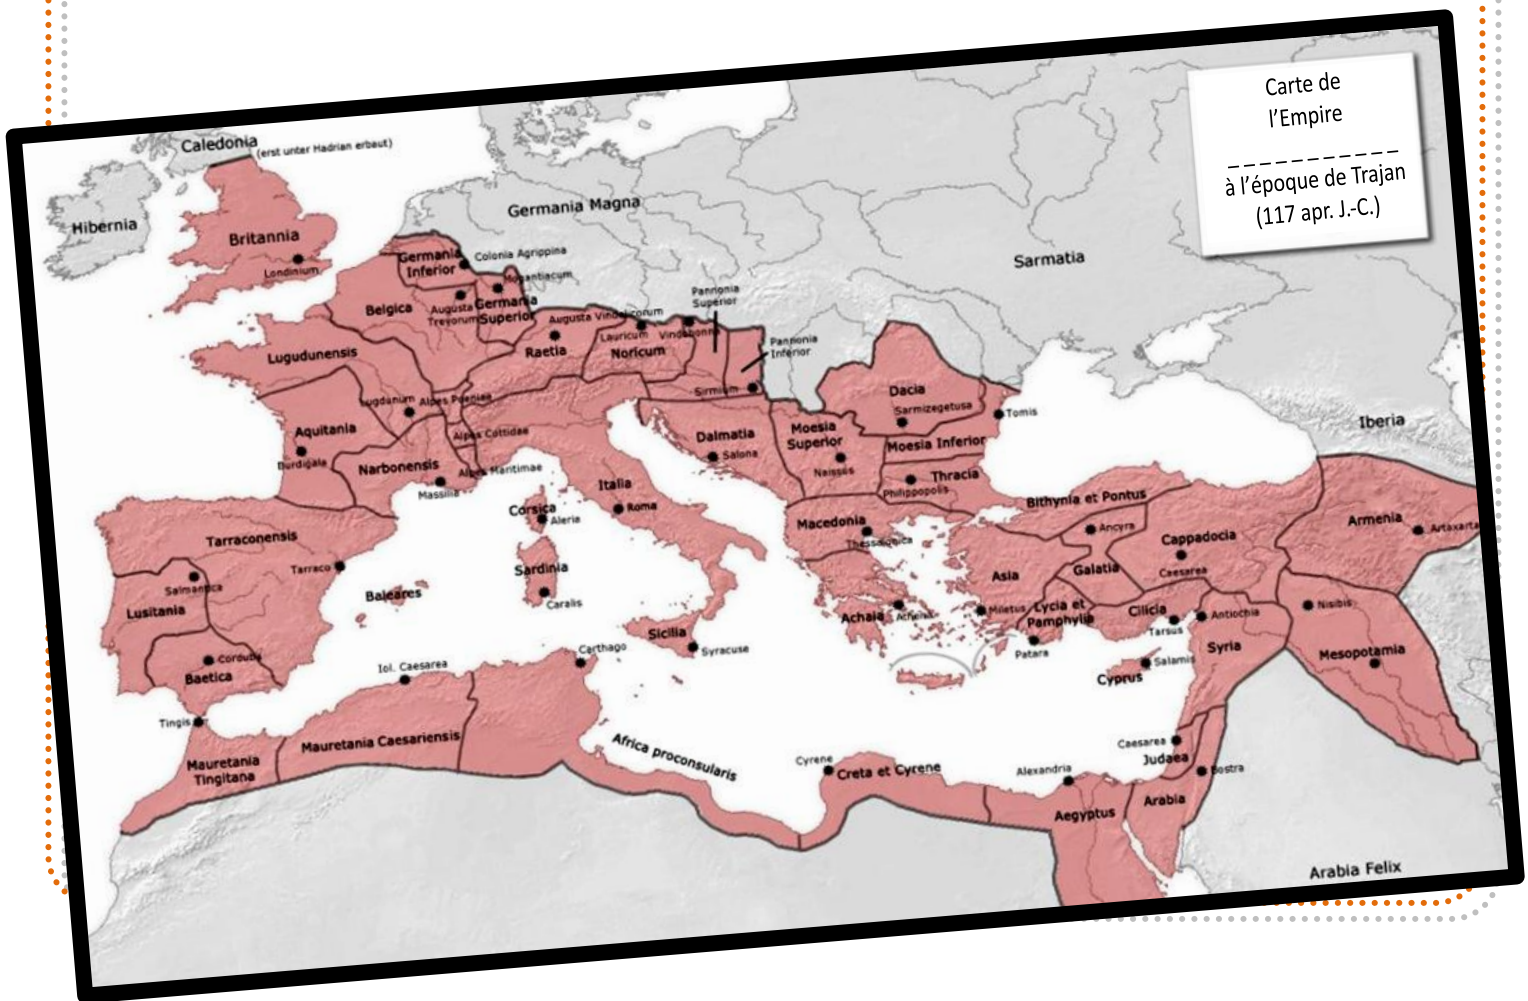 Carte de
l’Empire
___________
à l’époque de Trajan
(117 apr. J.-C.)
Caledonia
(erst unter Hadrian erbaut)
Hibernia
Britannia
Londinium
Germania Magna
Sarmatia
Germania
Inferior
Colonia Agrippina
Mogantiacum
Belgica
Augusta
Treverorum
Germania
Superior
Augusta Vindelicorum
Pannonia
Superior
Lauricum
Vindobonna
Pannonia
Inferior
Lugudunensis
Raetia
Noricum
Sirmium
Dacia
Sarmizegetusa
Tomis
Iberia
Lugdunum
Alpes Poeniae
Alpes Cottidae
Alpes Maritimae
Aquitania
Burdigala
Narbonensis
Massilia
Dalmatia
Salona
Moesia
Superior
Naissus
Moesia Inferior
Thracia
Philippopolis
Italia
Roma
Corsica
Aleria
Bithynia et Pontus
Ancyra
Macedonia
Thessalonica
Cappadocia
Caesarea
Armenia
Artaxarta
Tarraconensis
Tarraco
Salmantica
Lusitania
Baleares
Sardinia
Caralis
Asia
Galatia
Miletus
Lycia et
Pamphylia
Cilicia
Tarsus
Antiochia
Nisibis
Achaia
Athenae
Patara
Sicilia
Syracuse
Syria
Mesopotamia
Corduba
Baetica
Iol. Caesarea
Carthago
Salamis
Cyprus
Tingis
Mauretania
Tingitana
Mauretania Caesariensis
Africa proconsularis
Cyrene
Creta et Cyrene
Alexandria
Caesarea
Judaea
Bostra
Aegyptus
Arabia
Arabia Felix